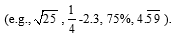 (e.g., √25 , 1/4 -2.3, 75%, 4.5̅9̅ ).